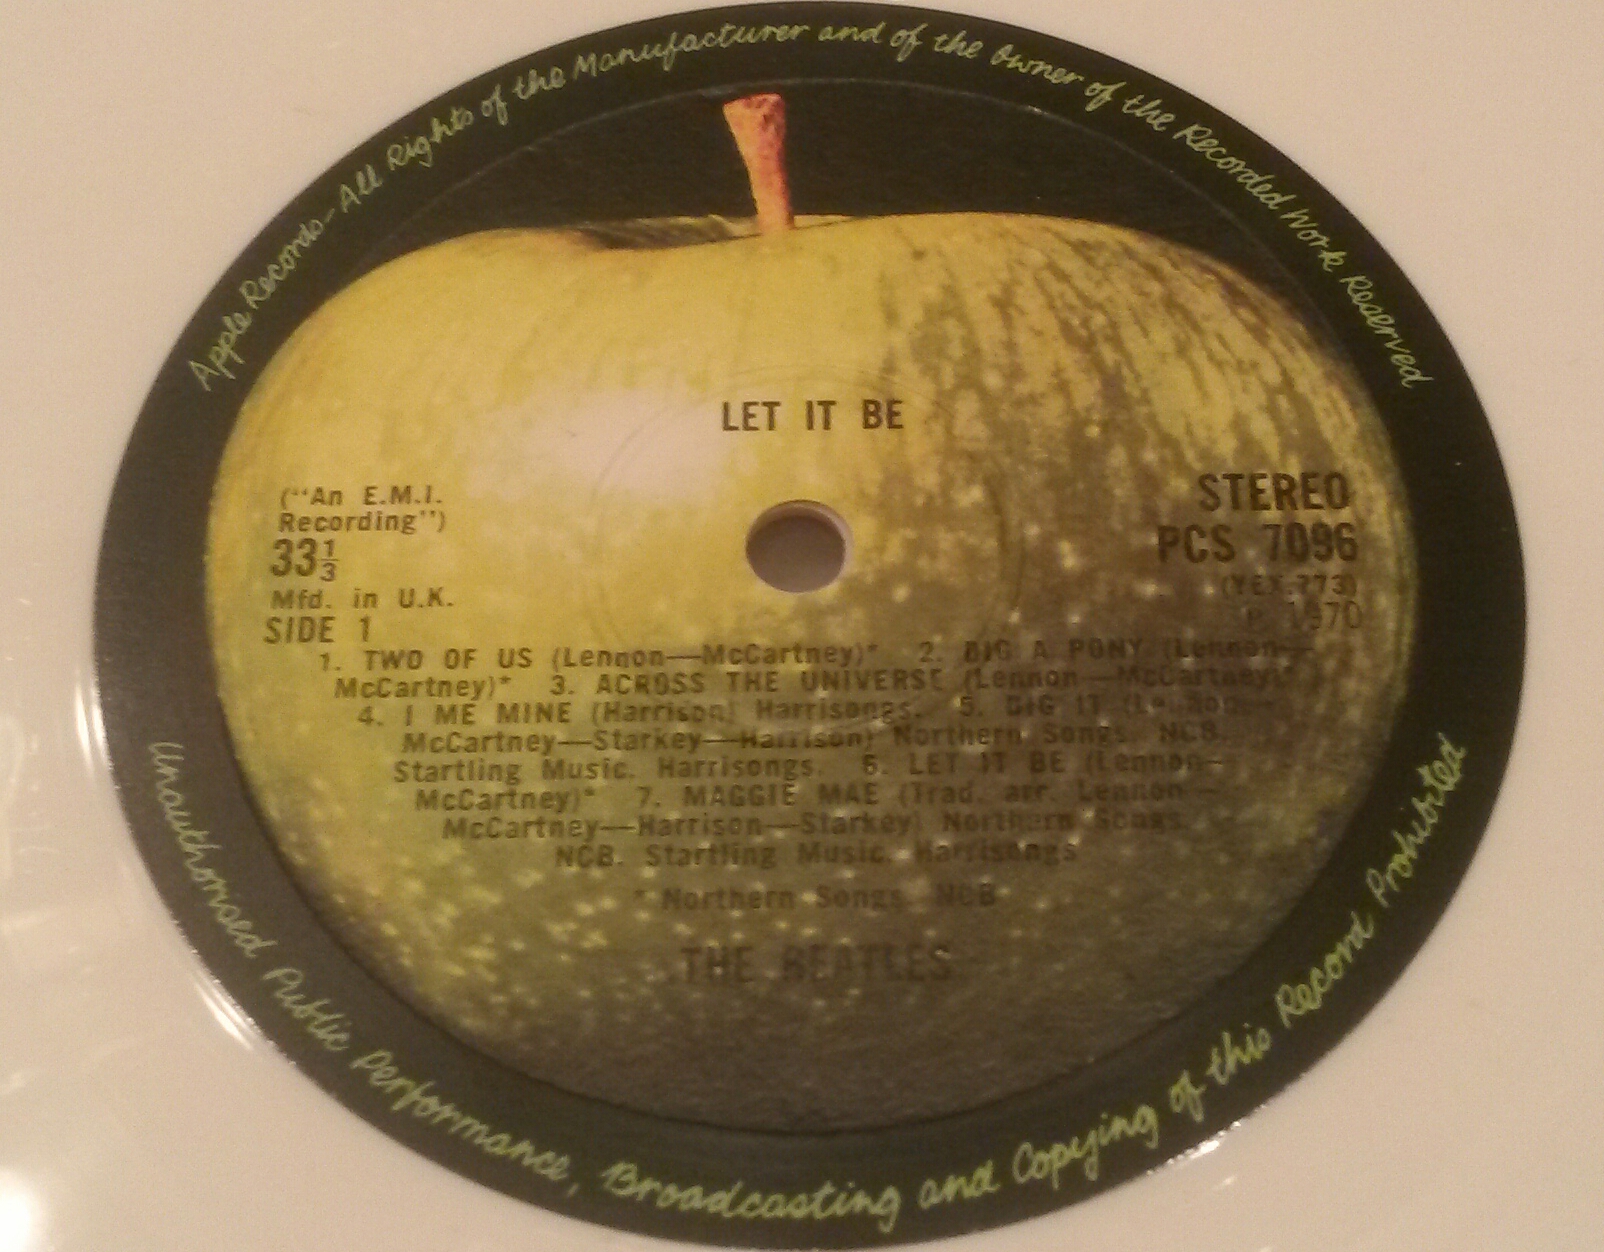 Apple Records-All Rights of the Manufacturer and of the Owner of the Recorded Work Reserved
LET IT BE
("An E.M.I.
Recording")
33 1/3
Mfd. in U.K.
SIDE 1
STEREO
PCS 7096
(YEX.773)
P 1970
1. TWO OF US (Lennon—McCartney)* 2. DIG A PONY (Lennon—
McCartney)* 3. ACROSS THE UNIVERSE (Lennon—McCartney)*
4. I ME MINE (Harrison) Harrisongs. 5. DIG IT (Lennon—
McCartney—Starkey—Harrison) Northern Songs. NCB.
Startling Music. Harrisongs. 6. LET IT BE (Lennon—
McCartney)* 7. MAGGIE MAE (Trad. arr. Lennon—
McCartney—Harrison—Starkey) Northern Songs.
NCB. Startling Music. Harrisongs
* Northern Songs. NCB
THE BEATLES
Unauthorised Public Performance, Broadcasting and Copying of this Record Prohibited